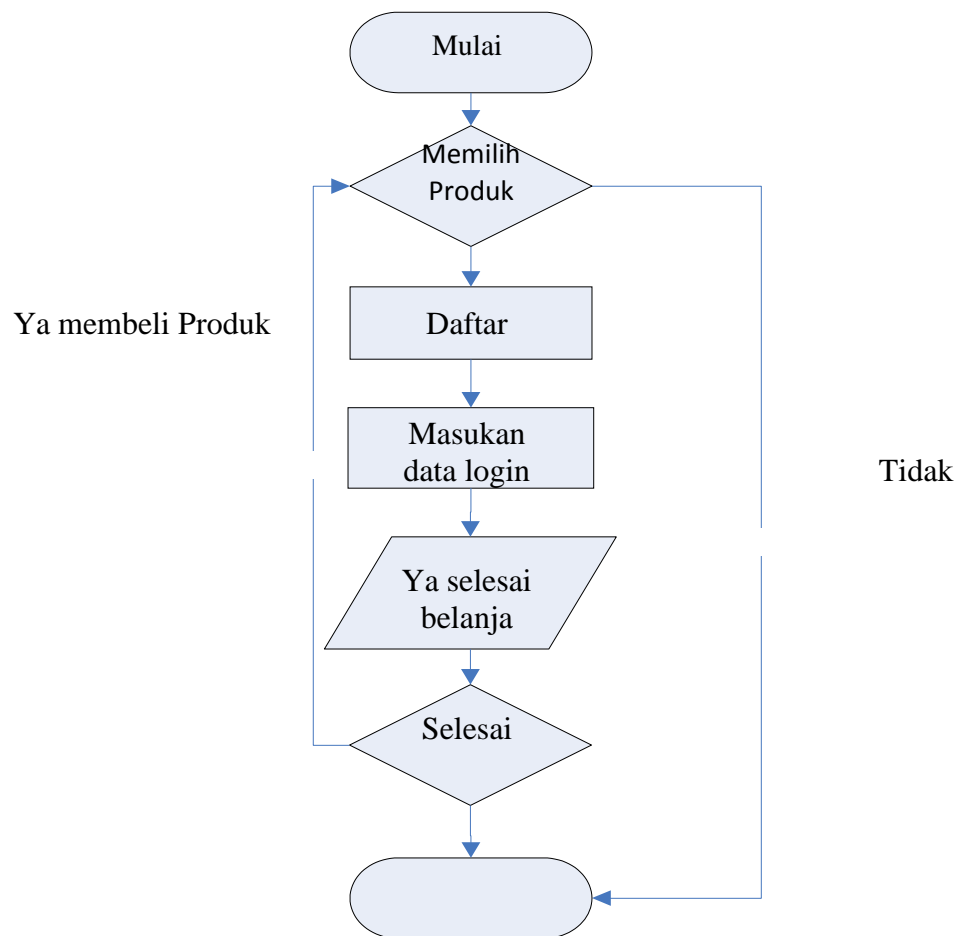 Mulai
Memilih
Produk
Ya membeli Produk
Daftar
Masukan
data login
Tidak
Ya selesai
belanja
Selesai